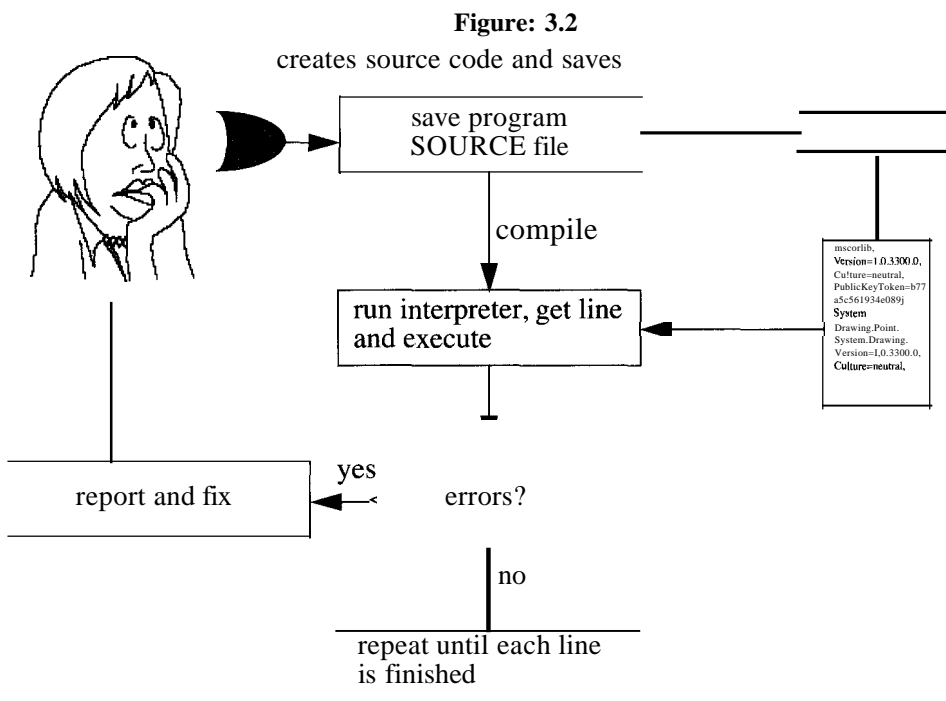 Figure: 3.2
creates source code and saves
save program
SOURCE file
compile
mscorlib,
Version=1.0.3300.0,
Cu!ture=neutral,
PublicKeyToken=b77
a5c561934e089j
System
Drawing.Point.
System.Drawing.
Version=I,0.3300.0,
Culture=neutral,
run interpreter, get line
and execute
yes
report and fix
errors?
no
repeat until each line
is finished